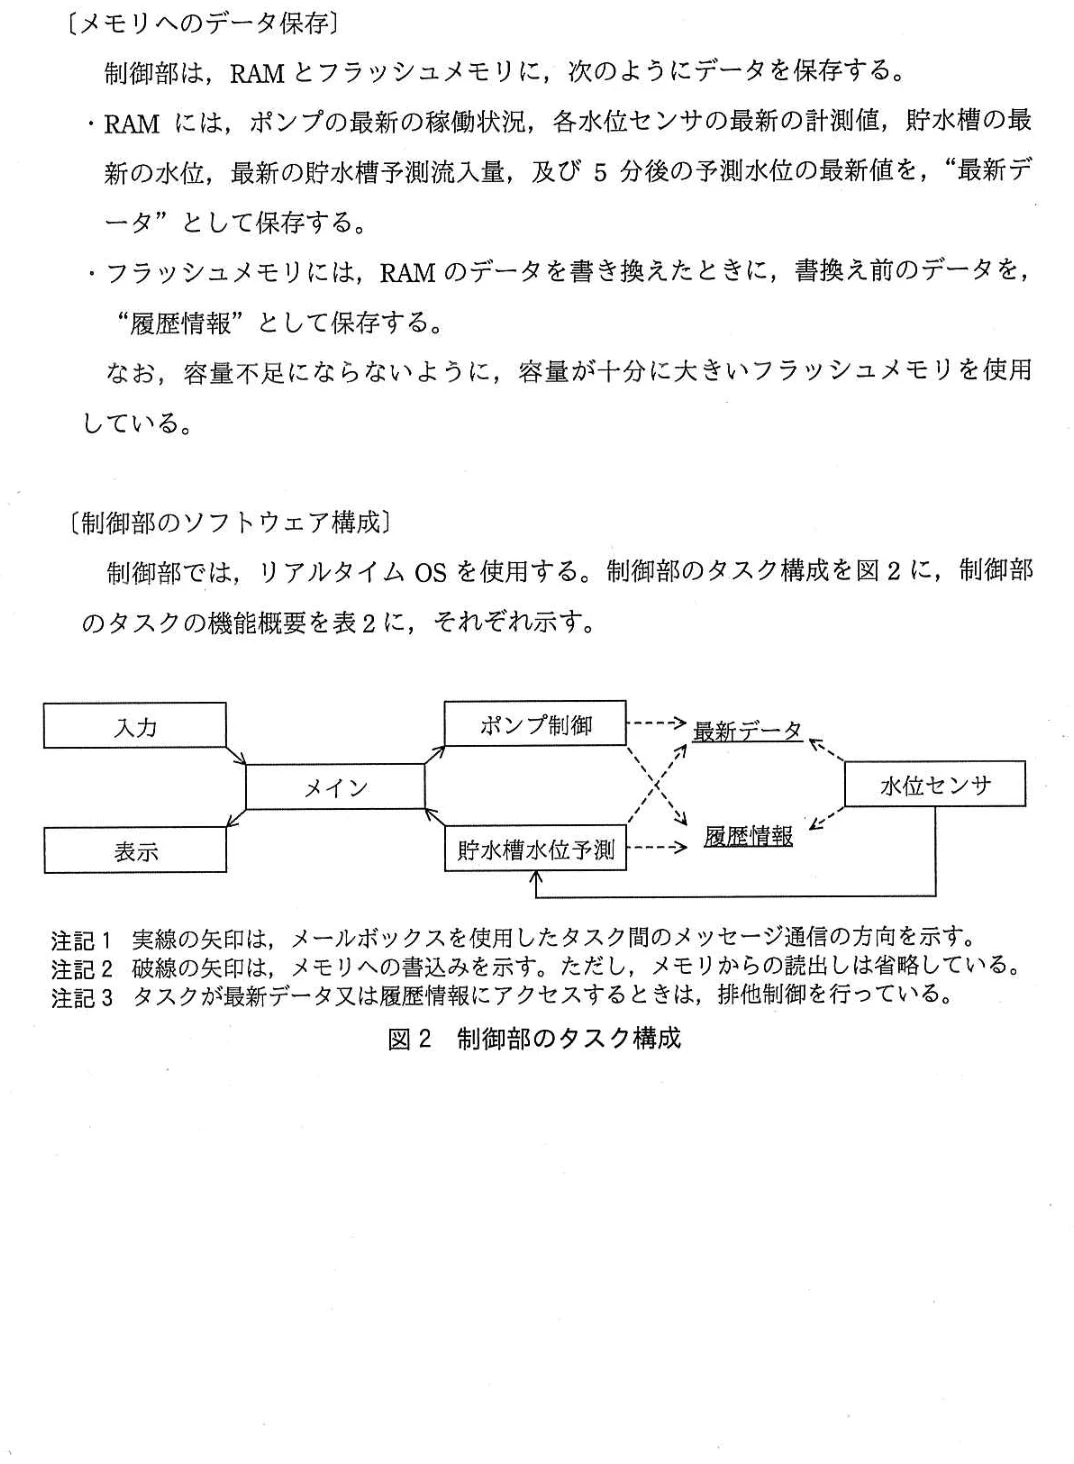 〔メモリへのデータ保存〕
制御部は，RAM とフラッシュメモリに，次のようにデータを保存する。
・RAM には，ポンプの最新の稼働状況，各水位センサの最新の計測値，貯水槽の最
新の水位，最新の貯水槽予測流入量，及び 5 分後の予測水位の最新値を，“最新デ
ータ” として保存する。
・フラッシュメモリには，RAM のデータを書き換えたときに，書換え前のデータを，
“履歴情報” として保存する。
なお，容量不足にならないように，容量が十分に大きいフラッシュメモリを使用
している。
〔制御部のソフトウェア構成〕
制御部では，リアルタイム OS を使用する。制御部のタスク構成を図 2 に，制御部
のタスクの機能概要を表 2 に，それぞれ示す。
入力
ポンプ制御
最新データ
メイン
水位センサ
表示
貯水槽水位予測
履歴情報
注記 1 実線の矢印は，メールボックスを使用したタスク間のメッセージ通信の方向を示す。
注記 2 破線の矢印は，メモリへの書込みを示す。ただし，メモリからの読出しは省略している。
注記 3 タスクが最新データ又は履歴情報にアクセスするときは，排他制御を行っている。
図 2 制御部のタスク構成